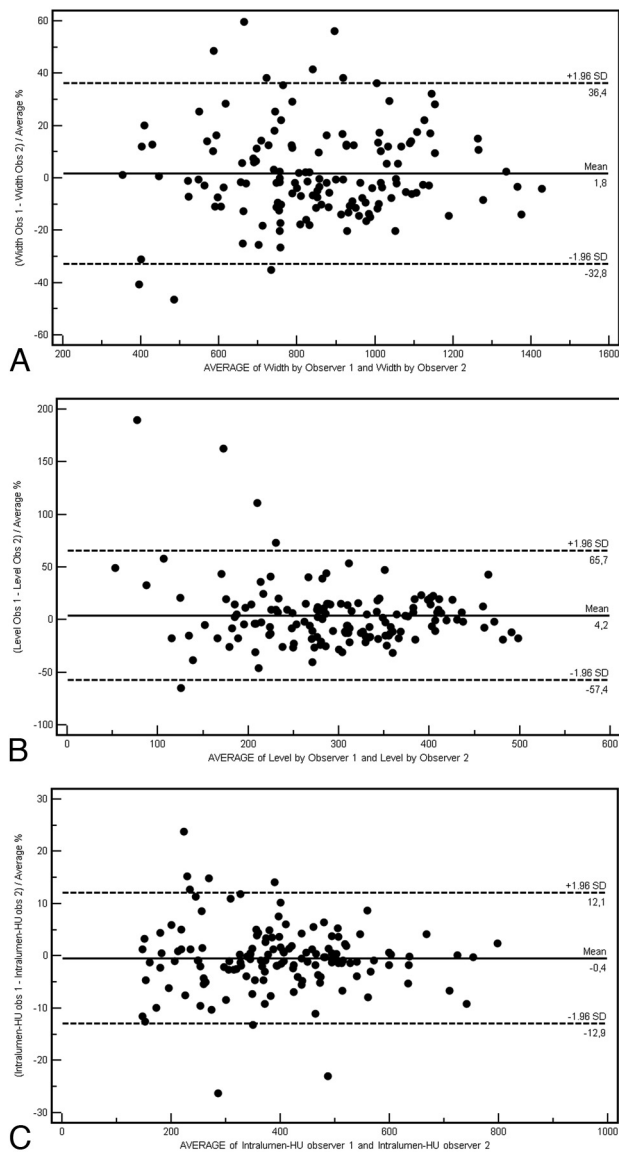 60
40
20
0
-20
-40
-60
(Width Obs 1 - Width Obs 2) / Average %
+1.96 SD
36,4
Mean
1,8
-1.96 SD
-32,8
200 400 600 800 1000 1200 1400 1600
AVERAGE of Width by Observer 1 and Width by Observer 2
A
200
150
100
50
0
-50
-100
(Level Obs 1 - Level Obs 2) / Average %
+1.96 SD
65,7
Mean
4,2
-1.96 SD
-57,4
0 100 200 300 400 500 600
AVERAGE of Level by Observer 1 and Level by Observer 2
B
30
20
10
0
-10
-20
-30
(Intralumen-HU obs 1 - Intralumen-HU obs 2) / Average %
+1.96 SD
12,1
Mean
-0,4
-1.96 SD
-12,9
0 200 400 600 800 1000
AVERAGE of Intralumen-HU observer 1 and Intralumen-HU observer 2
C